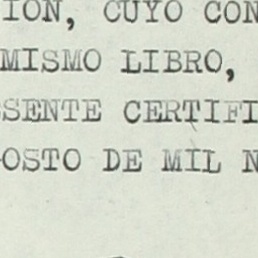 ION, CUYO CON
MISMO LIBRO,
SENTE CERTIFI
OSTO DE MIL N